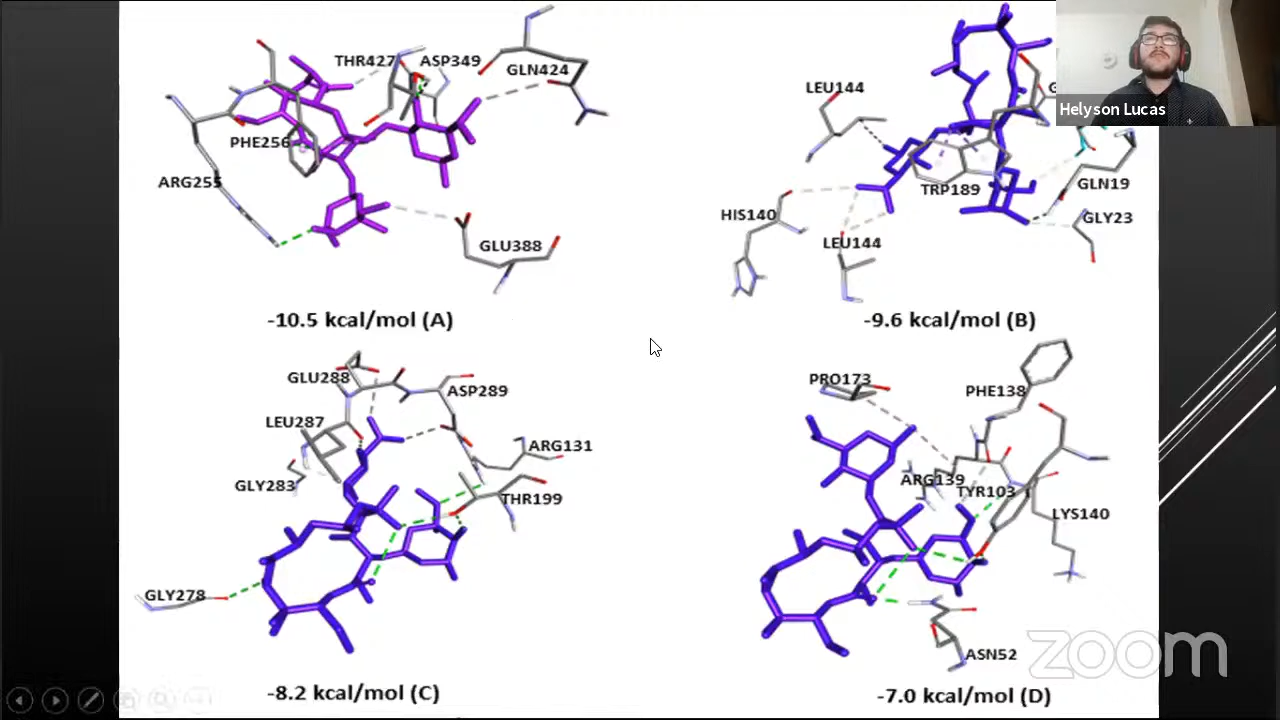 THR427
ASP349
GLN424
PHE256
ARG255
GLU388
-10.5 kcal/mol (A)
LEU144
TRP189
GLN19
HIS140
GLY23
LEU144
-9.6 kcal/mol (B)
Helyson Lucas
GLU288
ASP289
LEU287
ARG131
GLY283
THR199
GLY278
-8.2 kcal/mol (C)
PRO173
PHE138
ARG139
TYR103
LYS140
ASN52
-7.0 kcal/mol (D)
zoom